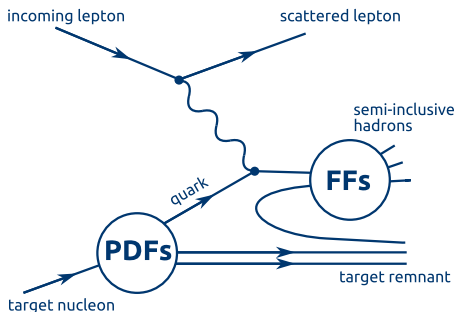 incoming lepton
scattered lepton
semi-inclusive
hadrons
quark
FFs
PDFs
target remnant
target nucleon